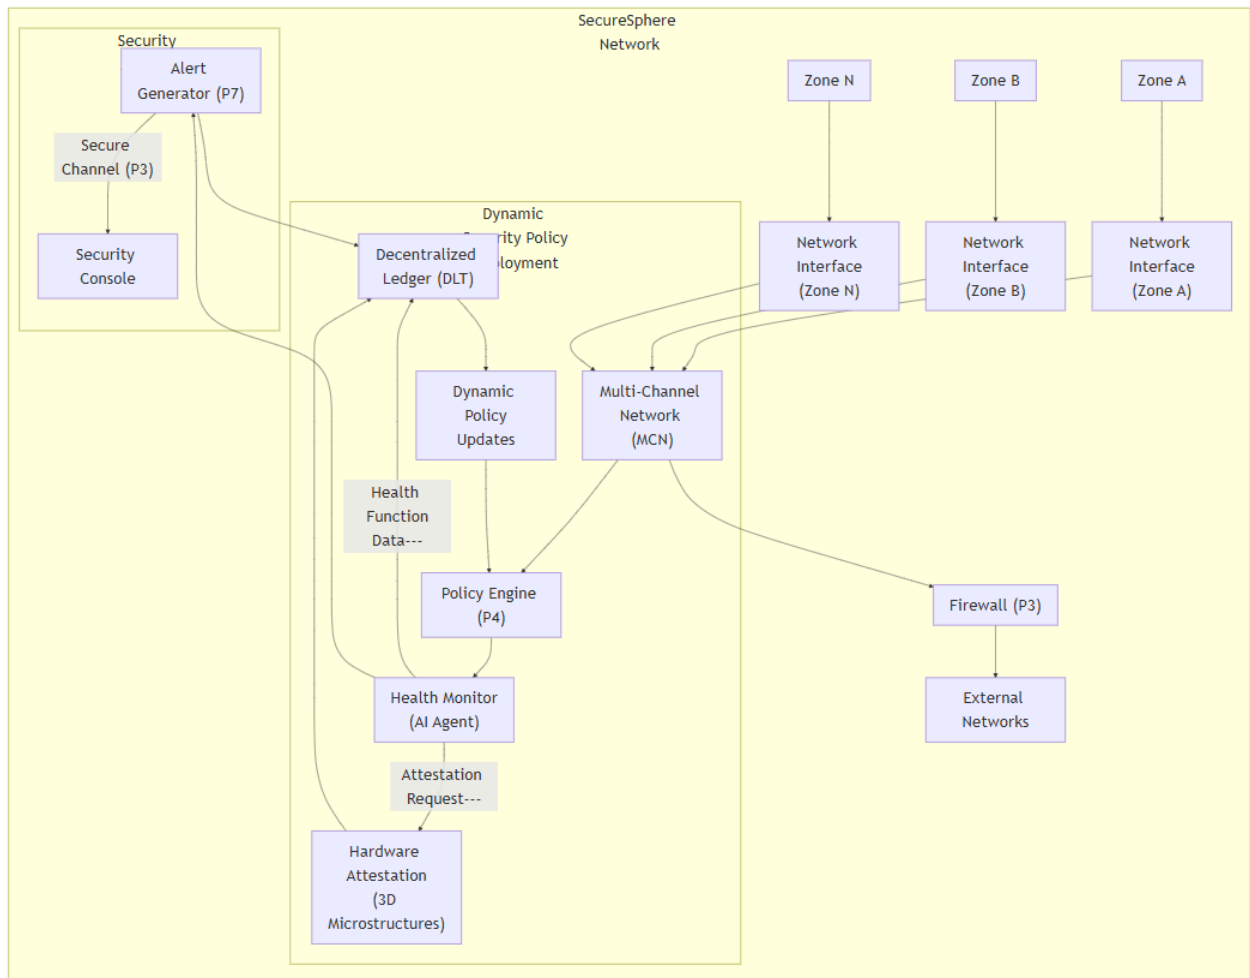 SecureSphere
Network
Security
Alert
Generator (P7)
Zone N
Zone B
Zone A
Secure
Channel (P3)
Security
Console
Dynamic
rity Policy
loyment
Decentralized
Ledger (DLT)
Network
Interface
(Zone N)
Network
Interface
(Zone B)
Network
Interface
(Zone A)
Dynamic
Policy
Updates
Multi-Channel
Network
(MCN)
Health
Function
Data---
Policy Engine
(P4)
Firewall (P3)
Health Monitor
(AI Agent)
External
Networks
Attestation
Request---
Hardware
Attestation
(3D
Microstructures)